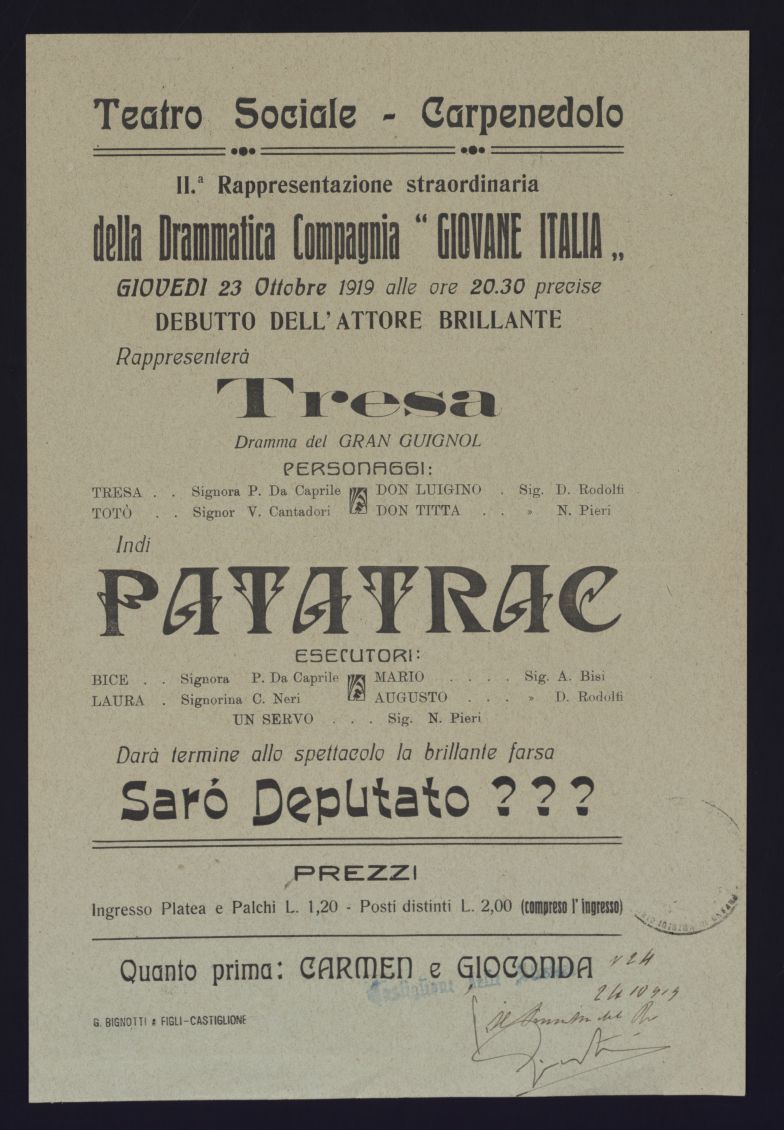 Teatro Sociale - Carpenedolo
II.ª Rappresentazione straordinaria
della Drammatica Compagnia “ GIOVANE ITALIA „
GIOVEDI 23 Ottobre 1919 alle ore 20.30 precise
DEBUTTO DELL' ATTORE BRILLANTE
Rappresenterà
Tresa
Dramma del GRAN GUIGNOL
PERSONAGGI:
TRESA . . Signora P. Da Caprile DON LUIGINO . Sig. D. Rodolfi
TOTÒ . . Signor V. Cantadori DON TITTA . . » N. Pieri
Indi
PATATRAC
ESECUTORI:
BICE . . Signora P. Da Caprile MARIO . . . . Sig. A. Bisi
LAURA . Signorina C. Neri AUGUSTO . . . » D. Rodolfi
UN SERVO . . . Sig. N. Pieri
Darà termine allo spettacolo la brillante farsa
Saró Deputato ? ? ?
PREZZI
Ingresso Platea e Palchi L. 1,20 - Posti distinti L. 2,00 (compreso l' ingresso)
Quanto prima: CARMEN e GIOCONDA
Castiglione delle
G. BIGNOTTI & FIGLI - CASTIGLIONE